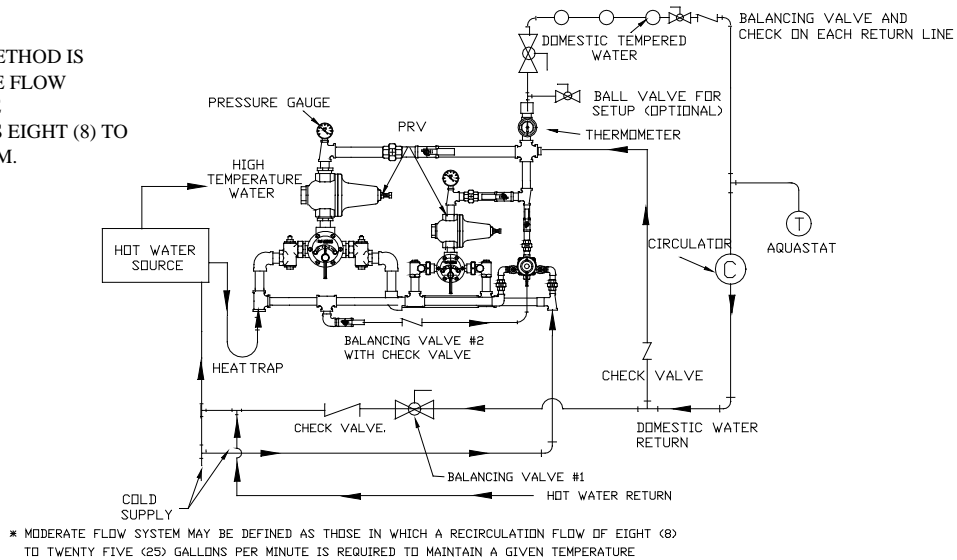 ETHOD IS
E FLOW
S EIGHT (8) TO
M.
BALANCING VALVE AND
CHECK ON EACH RETURN LINE
DOMESTIC TEMPERED
WATER
PRESSURE GAUGE
PRV
BALL VALVE FOR
SETUP (OPTIONAL)
THERMOMETER
HIGH
TEMPERATURE
WATER
HOT WATER
SOURCE
CIRCULATOR
C
T
AQUASTAT
BALANCING VALVE #2
WITH CHECK VALVE
HEAT TRAP
CHECK VALVE
CHECK VALVE.
DOMESTIC WATER
RETURN
BALANCING VALVE #1
COLD
SUPPLY
HOT WATER RETURN
* MODERATE FLOW SYSTEM MAY BE DEFINED AS THOSE IN WHICH A RECIRCULATION FLOW OF EIGHT (8)
TO TWENTY FIVE (25) GALLONS PER MINUTE IS REQUIRED TO MAINTAIN A GIVEN TEMPERATURE